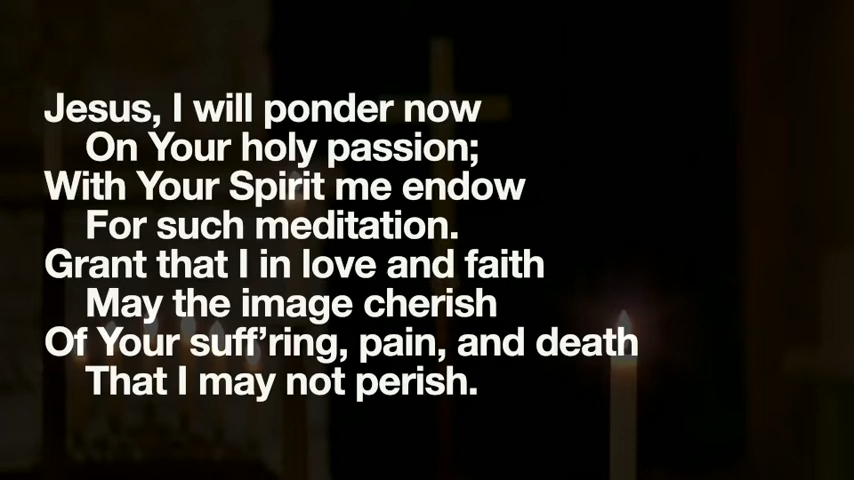 Jesus, I will ponder now
On Your holy passion;
With Your Spirit me endow
For such meditation.
Grant that I in love and faith
May the image cherish
Of Your suff’ring, pain, and death
That I may not perish.